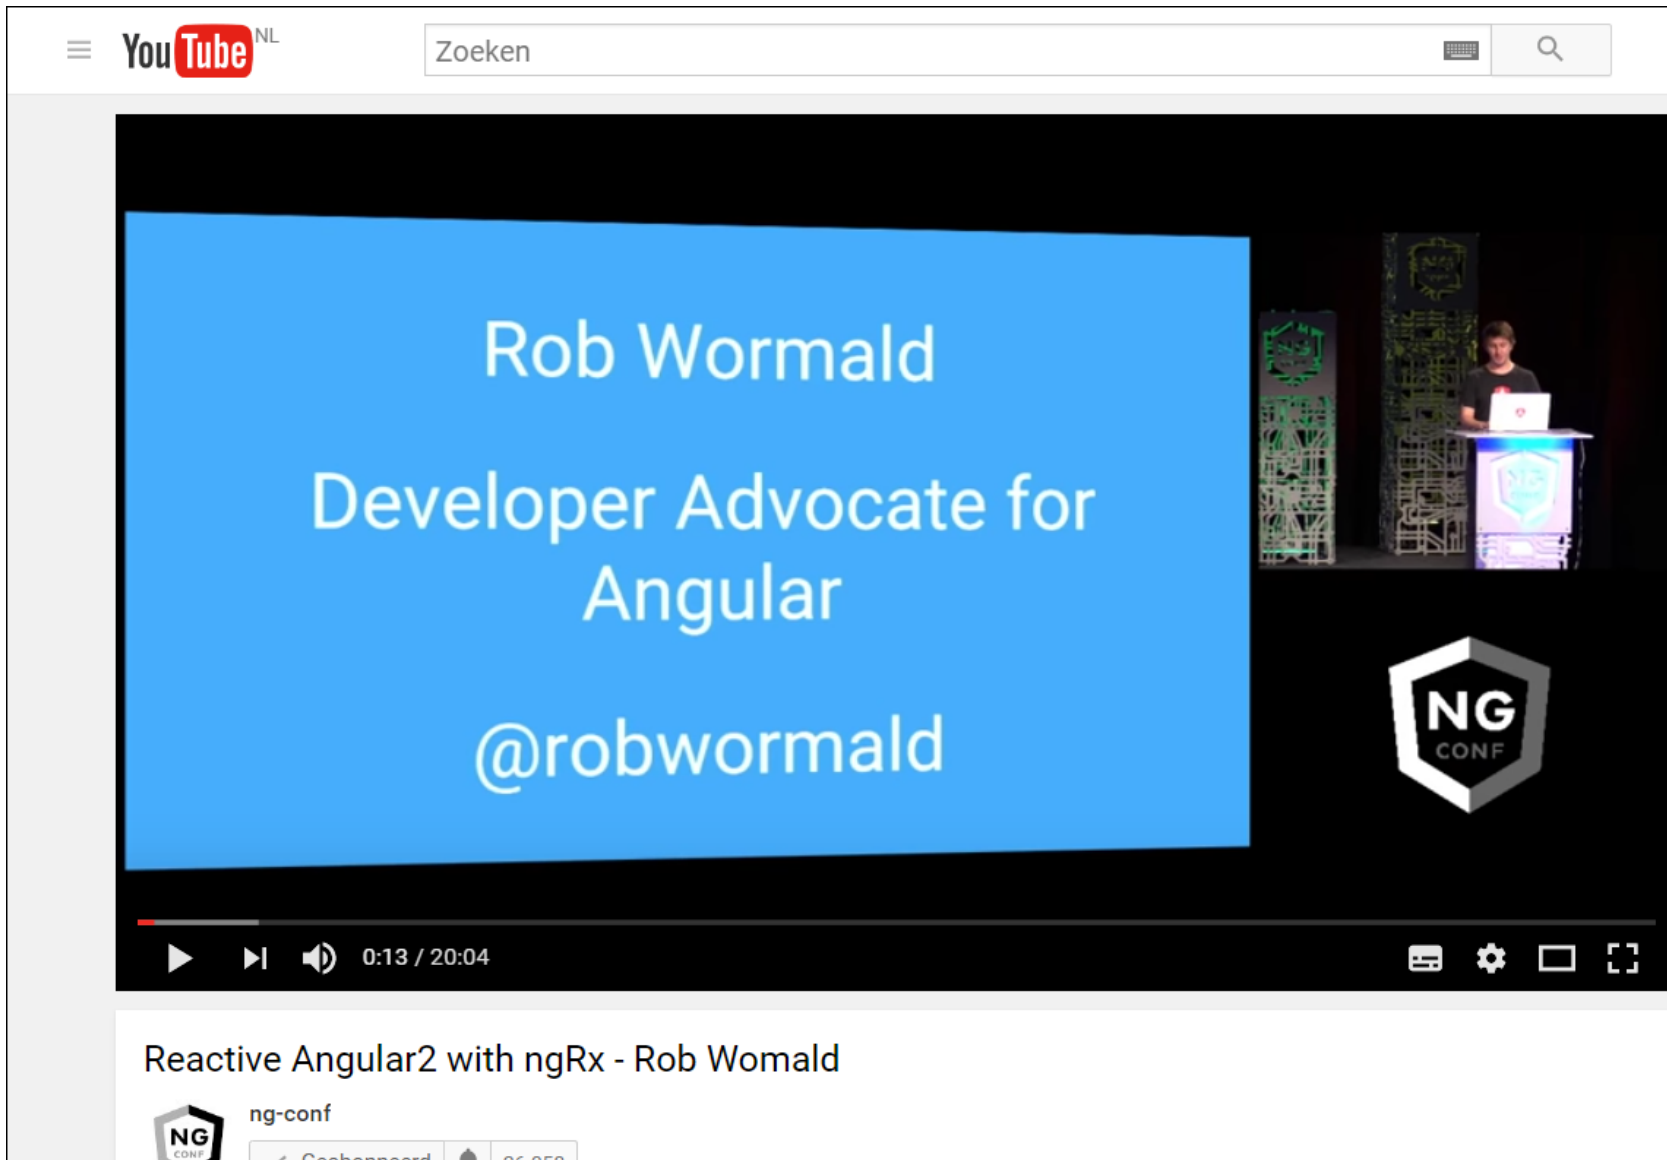 YouTube NL
Zoeken
Rob Wormald
Developer Advocate for
Angular
@robwormald
NG
CONF
0:13 / 20:04
Reactive Angular2 with ngRx - Rob Womald
ng-conf
NG
CONF